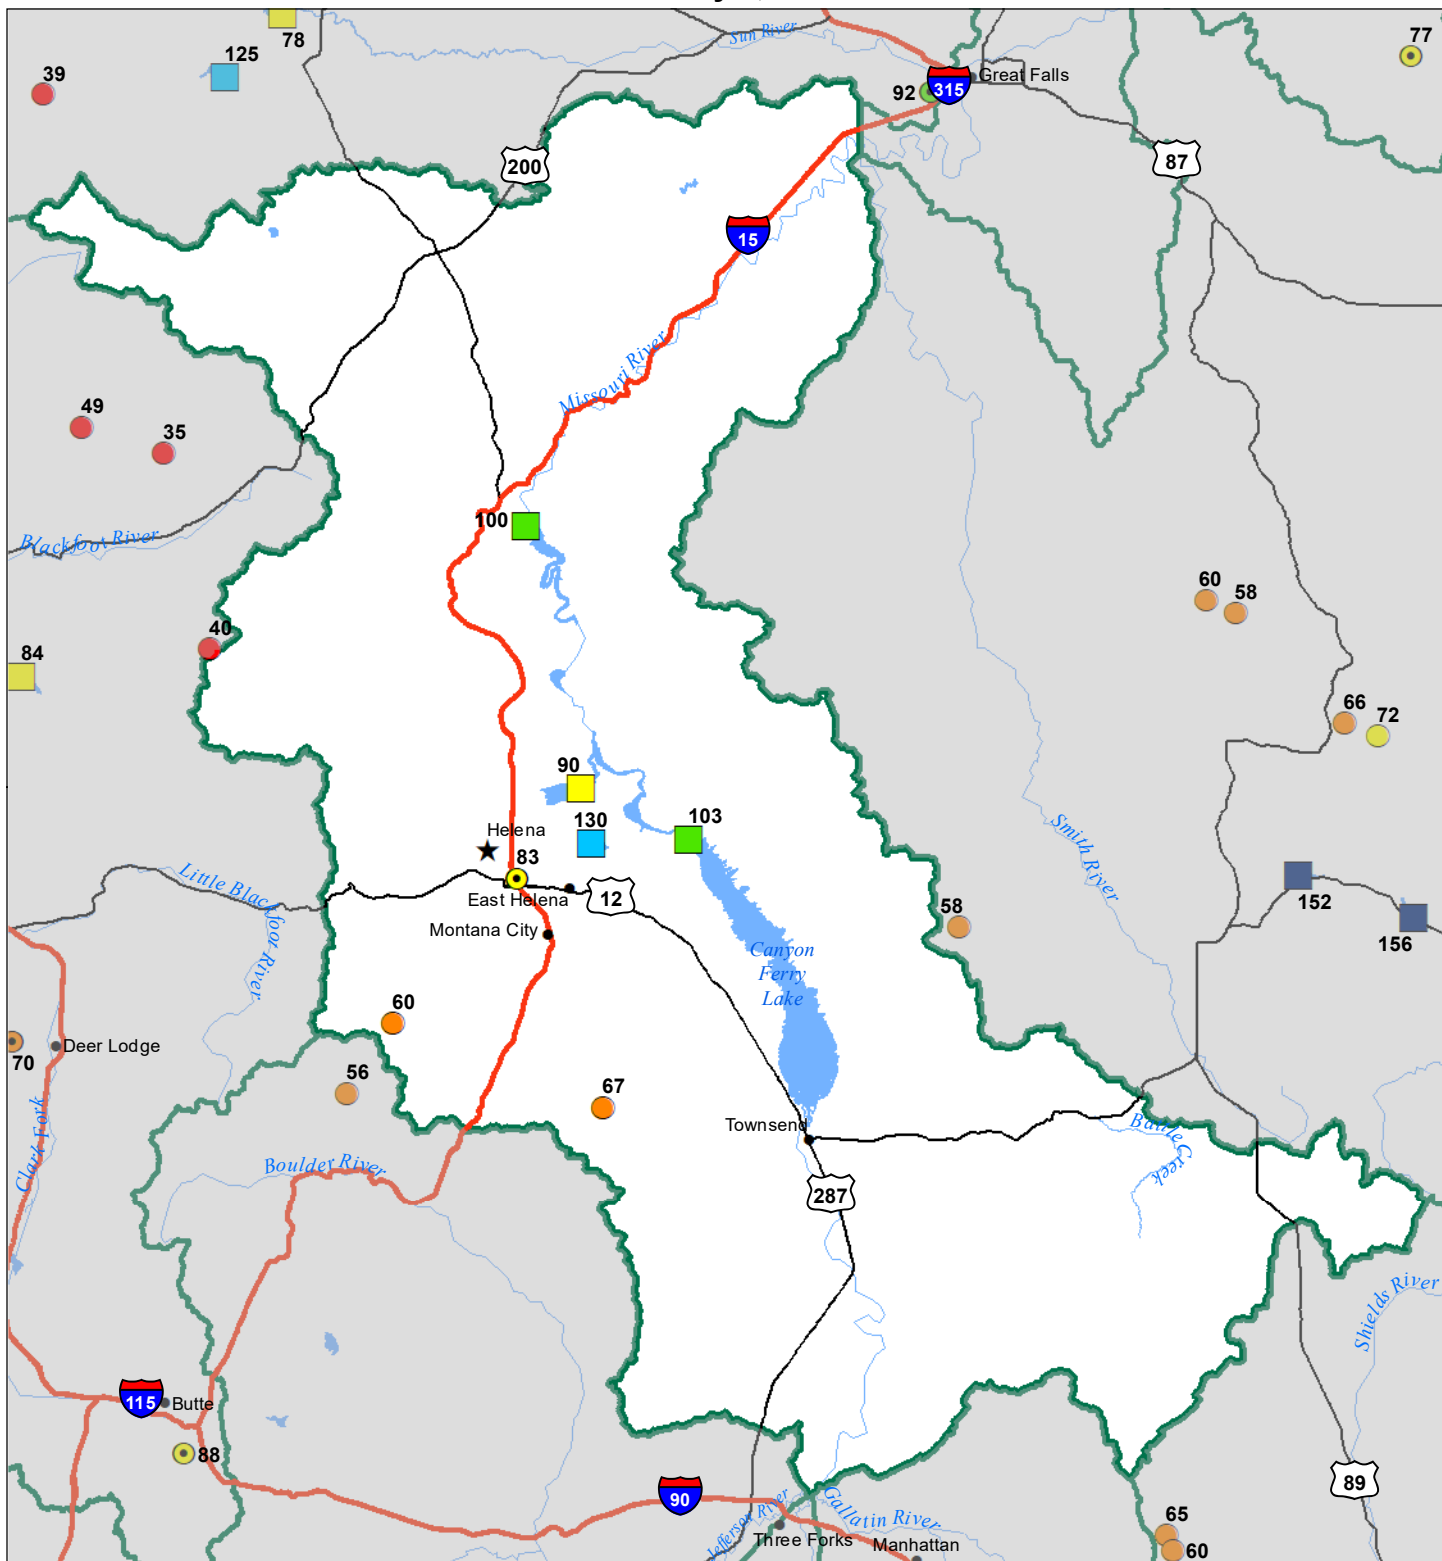 Sun River
78
77
125
39
Great Falls
92
315
87
200
15
Missouri River
49
35
100
Blackfoot River
60
58
40
84
66
72
90
103
130
Helena
Smith River
83
Little Blackfoot River
152
East Helena
12
58
Montana City
156
Canyon
Ferry
Lake
60
Deer Lodge
70
56
67
Clark Fork
Townsend
Battle Creek
Boulder River
287
Shields River
115
Butte
88
89
90
Jefferson River
Gallatin River
65
Three Forks
Manhattan
60